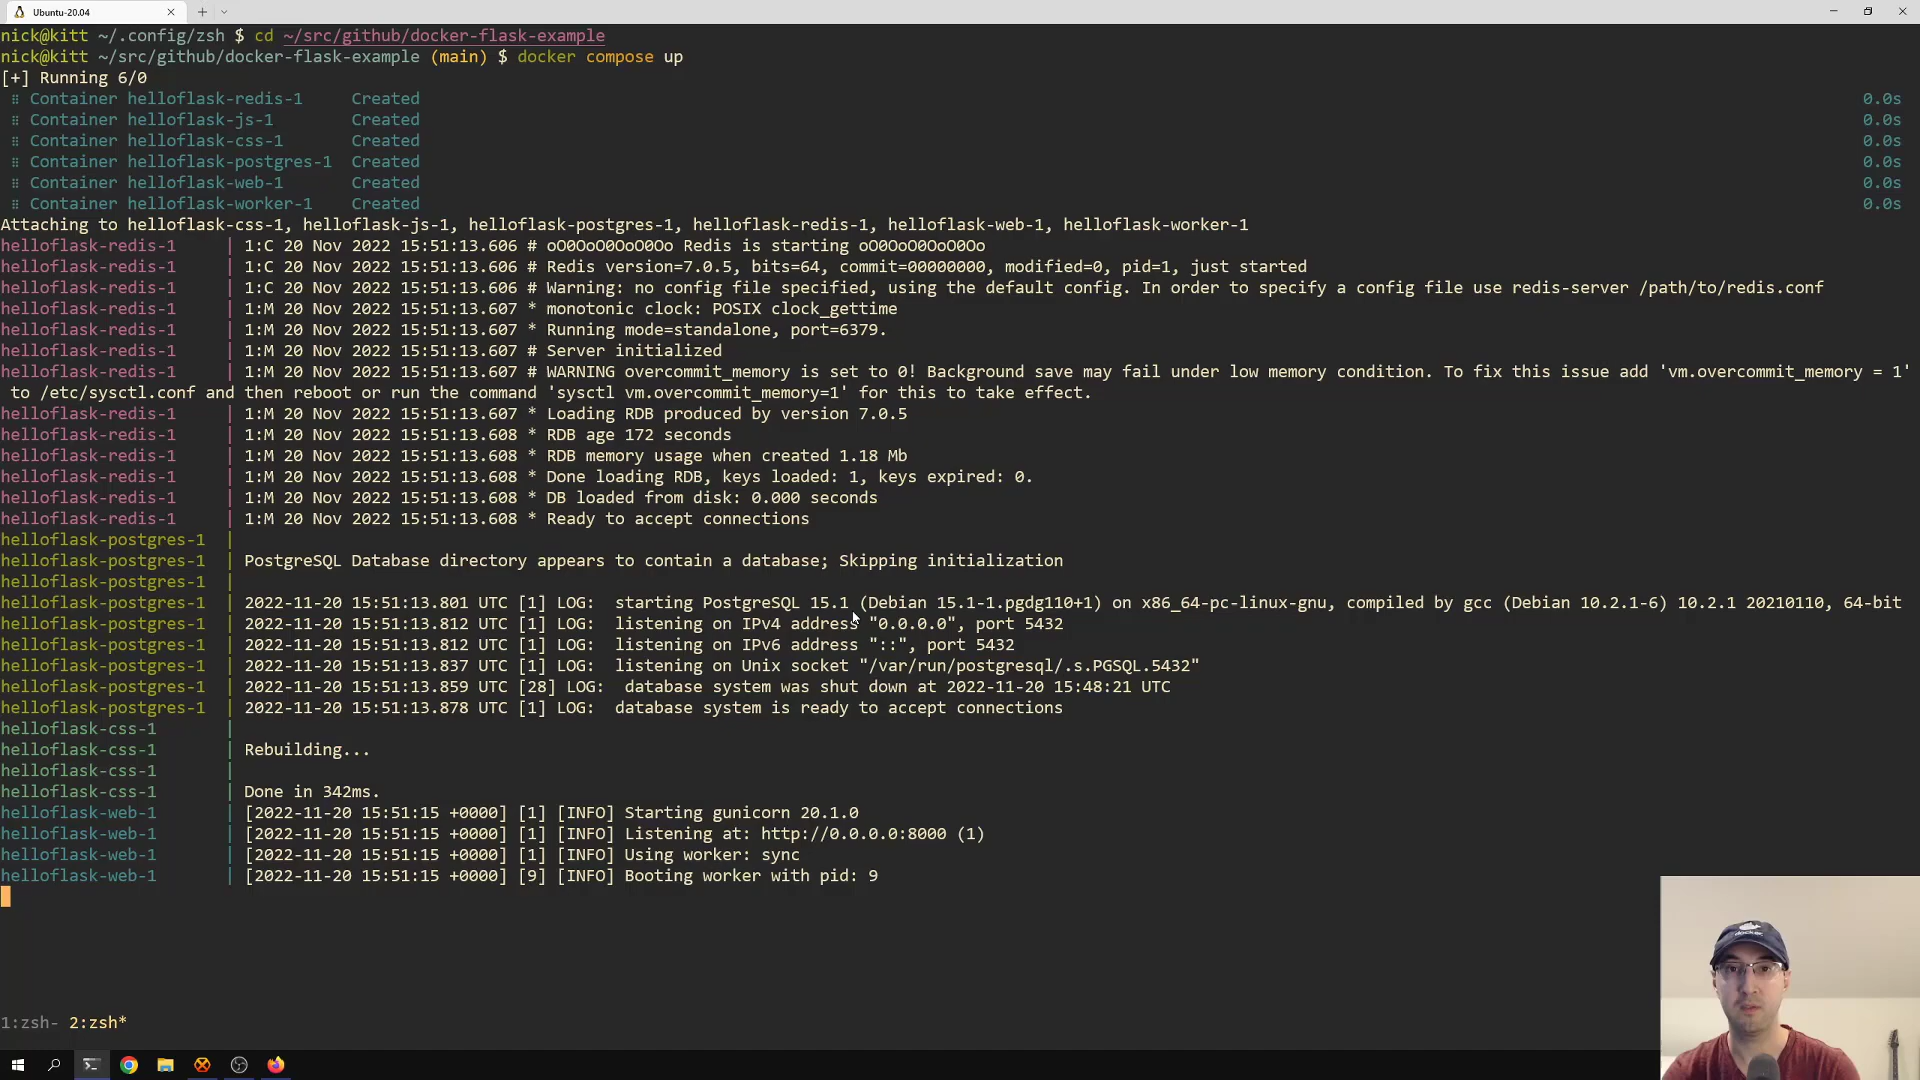 Ubuntu-20.04
nick@kitt ~/.config/zsh $ cd ~/src/github/docker-flask-example
nick@kitt ~/src/github/docker-flask-example (main) $ docker compose up
[+] Running 6/0
⠿ Container helloflask-redis-1 Created 0.0s
⠿ Container helloflask-js-1 Created 0.0s
⠿ Container helloflask-css-1 Created 0.0s
⠿ Container helloflask-postgres-1 Created 0.0s
⠿ Container helloflask-web-1 Created 0.0s
⠿ Container helloflask-worker-1 Created 0.0s
Attaching to helloflask-css-1, helloflask-js-1, helloflask-postgres-1, helloflask-redis-1, helloflask-web-1, helloflask-worker-1
helloflask-redis-1 | 1:C 20 Nov 2022 15:51:13.606 # oO0OoO0OoO0Oo Redis is starting oO0OoO0OoO0Oo
helloflask-redis-1 | 1:C 20 Nov 2022 15:51:13.606 # Redis version=7.0.5, bits=64, commit=00000000, modified=0, pid=1, just started
helloflask-redis-1 | 1:C 20 Nov 2022 15:51:13.606 # Warning: no config file specified, using the default config. In order to specify a config file use redis-server /path/to/redis.conf
helloflask-redis-1 | 1:M 20 Nov 2022 15:51:13.607 * monotonic clock: POSIX clock_gettime
helloflask-redis-1 | 1:M 20 Nov 2022 15:51:13.607 * Running mode=standalone, port=6379.
helloflask-redis-1 | 1:M 20 Nov 2022 15:51:13.607 # Server initialized
helloflask-redis-1 | 1:M 20 Nov 2022 15:51:13.607 # WARNING overcommit_memory is set to 0! Background save may fail under low memory condition. To fix this issue add 'vm.overcommit_memory = 1'
to /etc/sysctl.conf and then reboot or run the command 'sysctl vm.overcommit_memory=1' for this to take effect.
helloflask-redis-1 | 1:M 20 Nov 2022 15:51:13.607 * Loading RDB produced by version 7.0.5
helloflask-redis-1 | 1:M 20 Nov 2022 15:51:13.608 * RDB age 172 seconds
helloflask-redis-1 | 1:M 20 Nov 2022 15:51:13.608 * RDB memory usage when created 1.18 Mb
helloflask-redis-1 | 1:M 20 Nov 2022 15:51:13.608 * Done loading RDB, keys loaded: 1, keys expired: 0.
helloflask-redis-1 | 1:M 20 Nov 2022 15:51:13.608 * DB loaded from disk: 0.000 seconds
helloflask-redis-1 | 1:M 20 Nov 2022 15:51:13.608 * Ready to accept connections
helloflask-postgres-1 |
helloflask-postgres-1 | PostgreSQL Database directory appears to contain a database; Skipping initialization
helloflask-postgres-1 |
helloflask-postgres-1 | 2022-11-20 15:51:13.801 UTC [1] LOG:  starting PostgreSQL 15.1 (Debian 15.1-1.pgdg110+1) on x86_64-pc-linux-gnu, compiled by gcc (Debian 10.2.1-6) 10.2.1 20210110, 64-bit
helloflask-postgres-1 | 2022-11-20 15:51:13.812 UTC [1] LOG:  listening on IPv4 address "0.0.0.0", port 5432
helloflask-postgres-1 | 2022-11-20 15:51:13.812 UTC [1] LOG:  listening on IPv6 address "::", port 5432
helloflask-postgres-1 | 2022-11-20 15:51:13.837 UTC [1] LOG:  listening on Unix socket "/var/run/postgresql/.s.PGSQL.5432"
helloflask-postgres-1 | 2022-11-20 15:51:13.859 UTC [28] LOG:  database system was shut down at 2022-11-20 15:48:21 UTC
helloflask-postgres-1 | 2022-11-20 15:51:13.878 UTC [1] LOG:  database system is ready to accept connections
helloflask-css-1 |
helloflask-css-1 | Rebuilding...
helloflask-css-1 |
helloflask-css-1 | Done in 342ms.
helloflask-web-1 | [2022-11-20 15:51:15 +0000] [1] [INFO] Starting gunicorn 20.1.0
helloflask-web-1 | [2022-11-20 15:51:15 +0000] [1] [INFO] Listening at: http://0.0.0.0:8000 (1)
helloflask-web-1 | [2022-11-20 15:51:15 +0000] [1] [INFO] Using worker: sync
helloflask-web-1 | [2022-11-20 15:51:15 +0000] [9] [INFO] Booting worker with pid: 9
docker
1:zsh- 2:zsh*